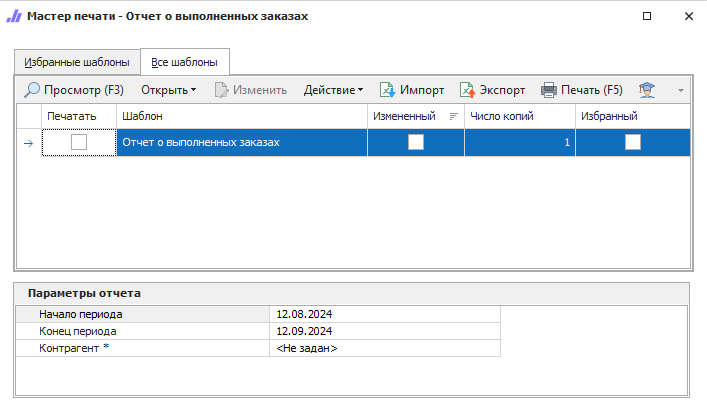 Мастер печати - Отчет о выполненных заказах
Избранные шаблоны Все шаблоны
Просмотр (F3) Открыть Изменить Действие Импорт Экспорт Печать (F5)
Печатать Шаблон Измененный Число копий Избранный
Отчет о выполненных заказах 1
Параметры отчета
Начало периода 12.08.2024
Конец периода 12.09.2024
Контрагент * <Не задан>